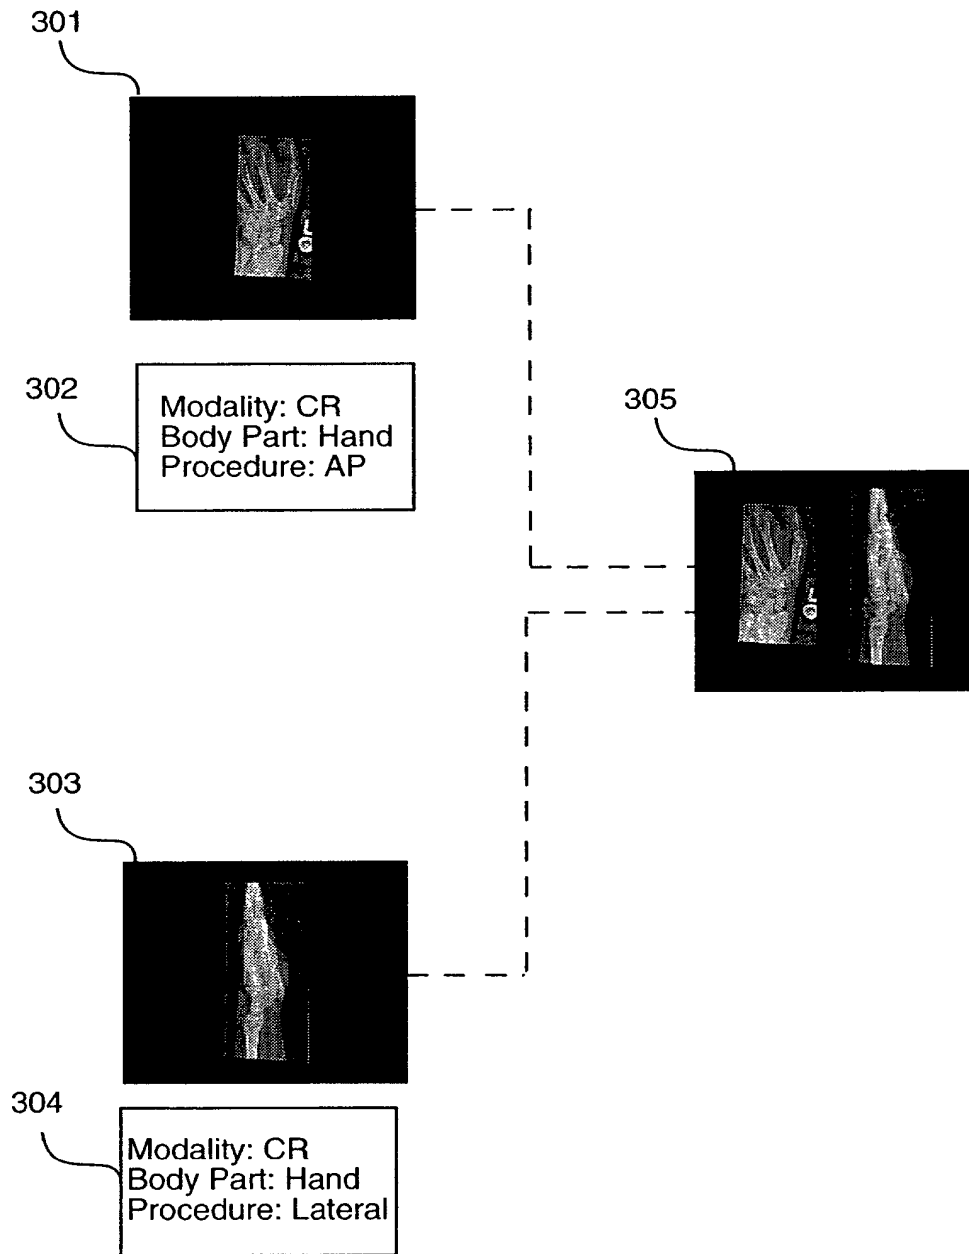 301
302
Modality: CR
Body Part: Hand
Procedure: AP
305
303
304
Modality: CR
Body Part: Hand
Procedure: Lateral